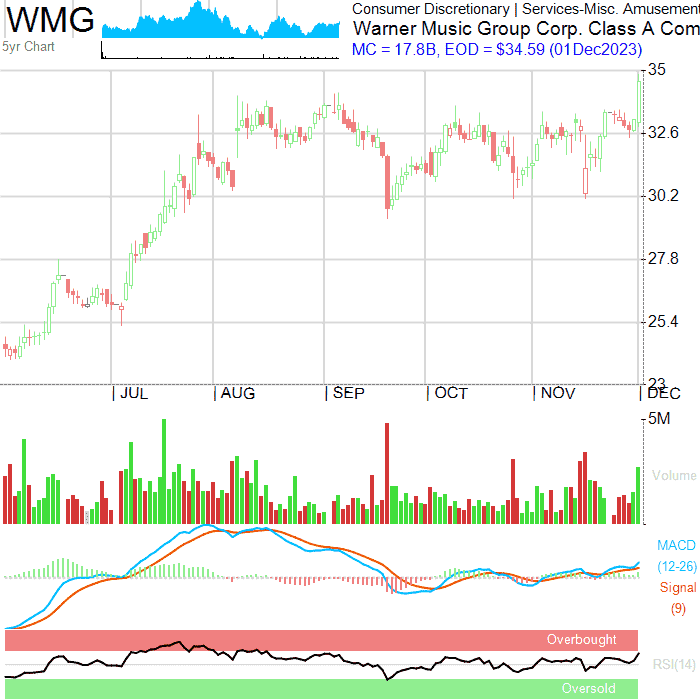 WMG
5yr Chart
Consumer Discretionary | Services-Misc. Amusement
Warner Music Group Corp. Class A Com
MC = 17.8B, EOD = $34.59 (01Dec2023)
35
32.6
30.2
27.8
25.4
23
JUL AUG SEP OCT NOV DEC
5M
Volume
MACD
(12-26)
Signal
(9)
Overbought
RSI(14)
Oversold